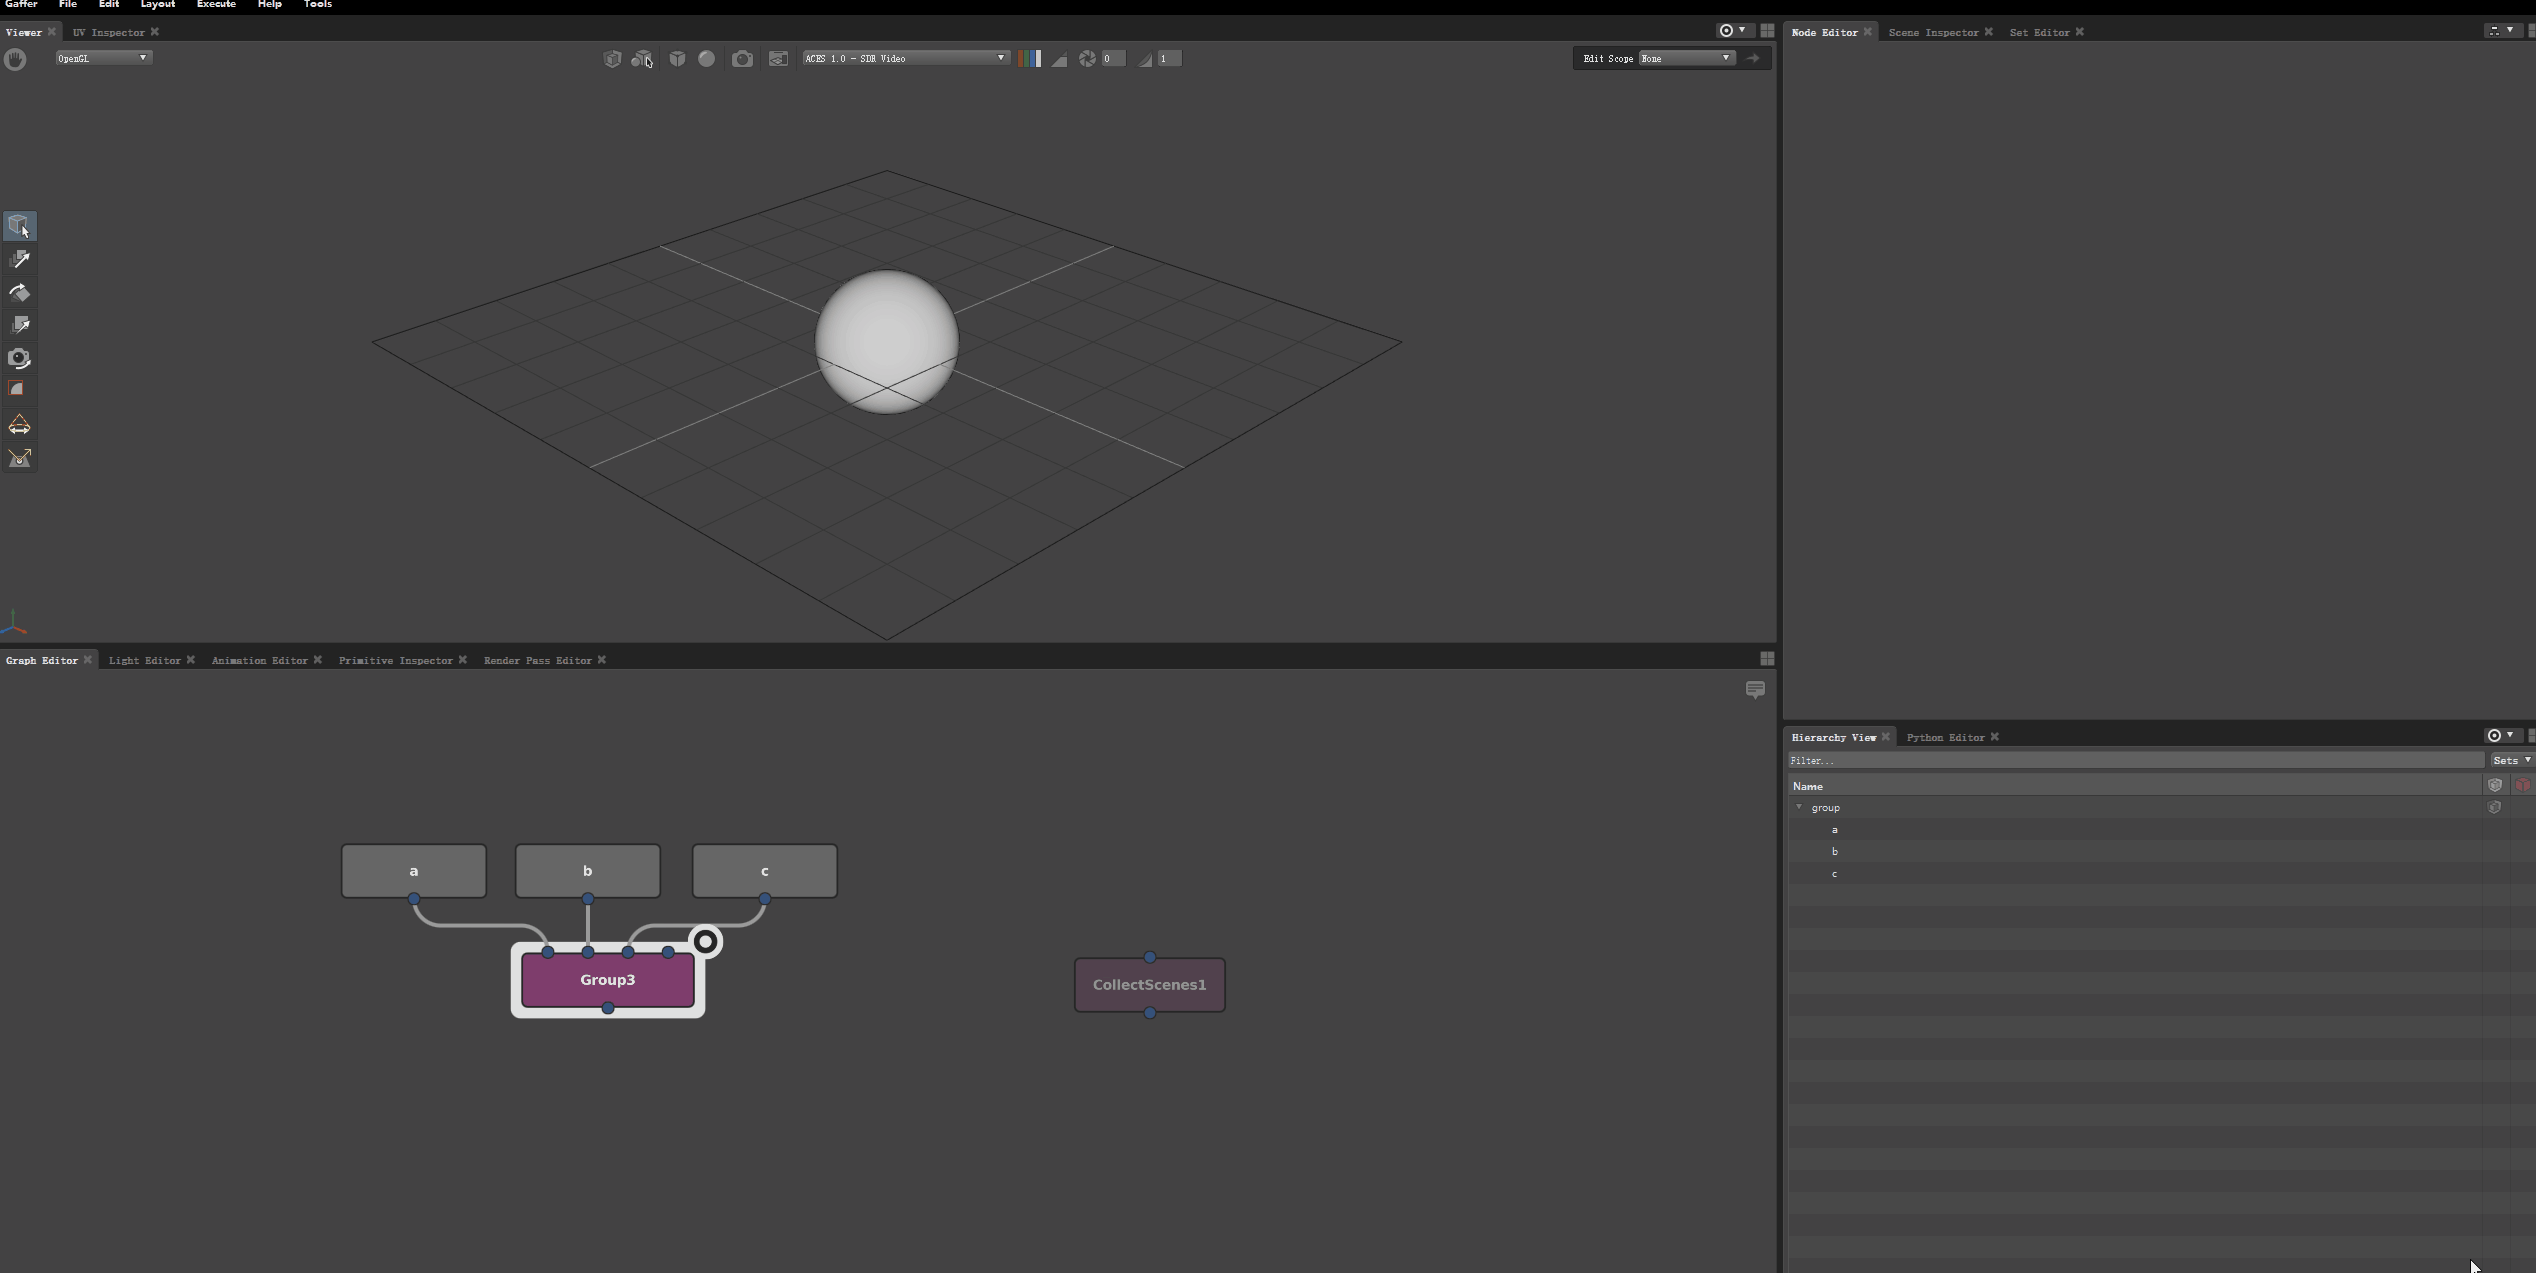 Gaffer File Edit Layout Execute Help Tools
Viewer UV Inspector
OpenGL
ACES 1.0 - SDR Video
0
1
Edit Scope None
Node Editor Scene Inspector Set Editor
Graph Editor Light Editor Animation Editor Primitive Inspector Render Pass Editor
a
b
c
Group3
CollectScenes1
Hierarchy View Python Editor
Filter...
Sets
Name
group
a
b
c